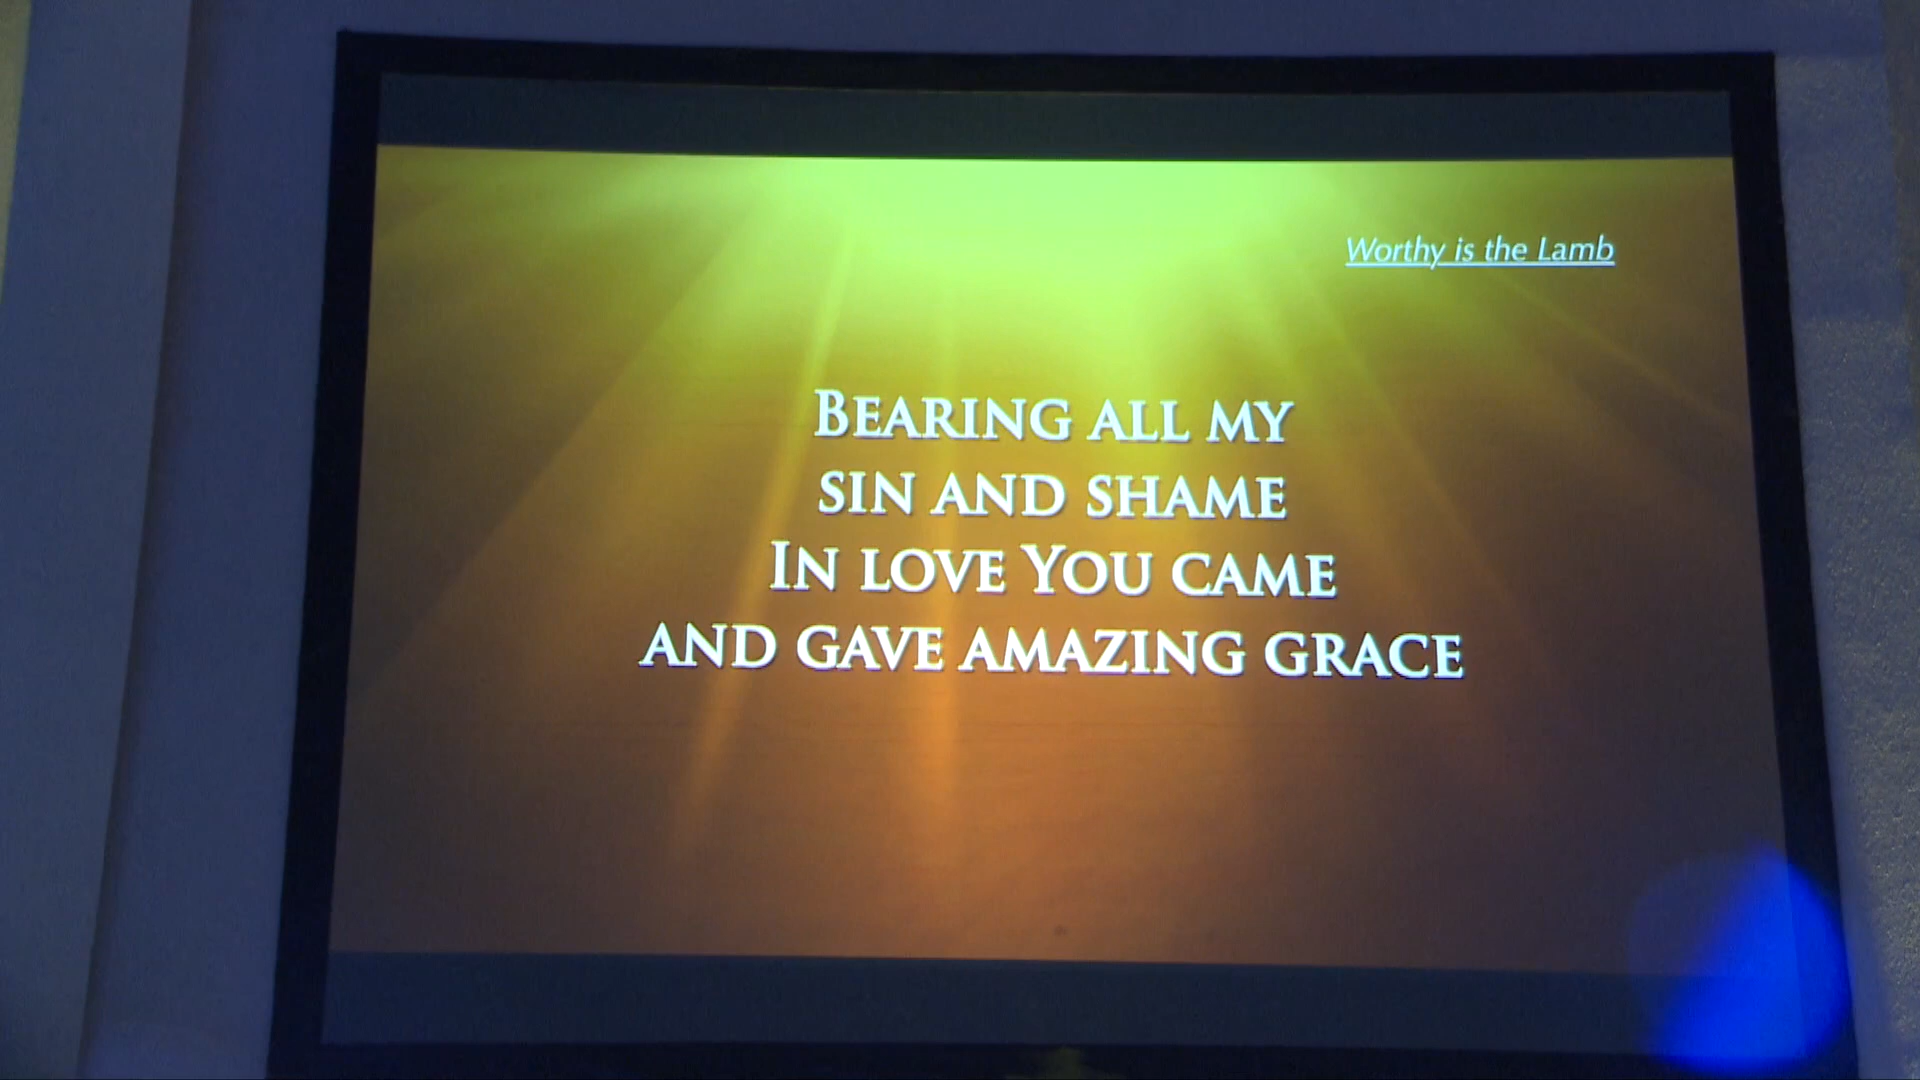 Worthy is the Lamb
BEARING ALL MY
SIN AND SHAME
IN LOVE YOU CAME
AND GAVE AMAZING GRACE